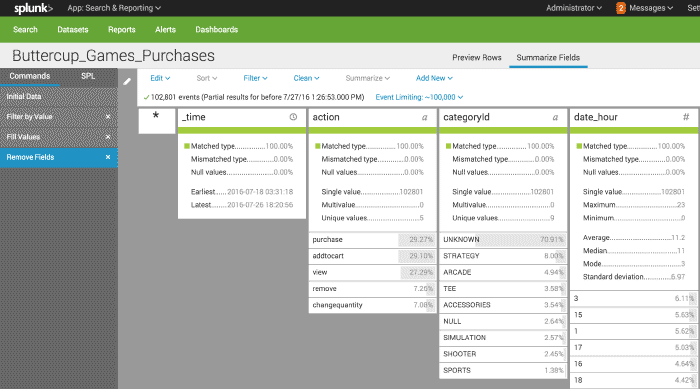 splunk> App: Search & Reporting Administrator 2 Messages Set
Search Datasets Reports Alerts Dashboards
Buttercup_Games_Purchases Preview Rows Summarize Fields
Commands SPL
Initial Data
Filter by Value ×
Fill Values ×
Remove Fields ×
Edit Sort Filter Clean Summarize Add New
102,801 events (Partial results for before 7/27/16 1:26:53.000 PM) Event Limiting: ~100,000
*
_time
Matched type 100.00%
Mismatched type 0.00%
Null values 0.00%
Earliest 2016-07-18 03:31:18
Latest 2016-07-26 18:20:56
action a
Matched type 100.00%
Mismatched type 0.00%
Null values 0.00%
Single value 102801
Multivalue 0
Unique values 5
purchase 29.27%
addtocart 29.10%
view 27.29%
remove 7.26%
changequantity 7.08%
categoryId a
Matched type 100.00%
Mismatched type 0.00%
Null values 0.00%
Single value 102801
Multivalue 0
Unique values 9
UNKNOWN 70.91%
STRATEGY 8.00%
ARCADE 4.94%
TEE 3.58%
ACCESSORIES 3.54%
NULL 2.64%
SIMULATION 2.57%
SHOOTER 2.45%
SPORTS 1.38%
date_hour #
Matched type 100.00%
Mismatched type 0.00%
Null values 0.00%
Single value 102801
Maximum 23
Minimum 0
Average 11.2
Median 11
Mode 3
Standard deviation 6.97
3 6.11%
15 5.63%
1 5.62%
17 5.03%
16 4.64%
18 4.42%